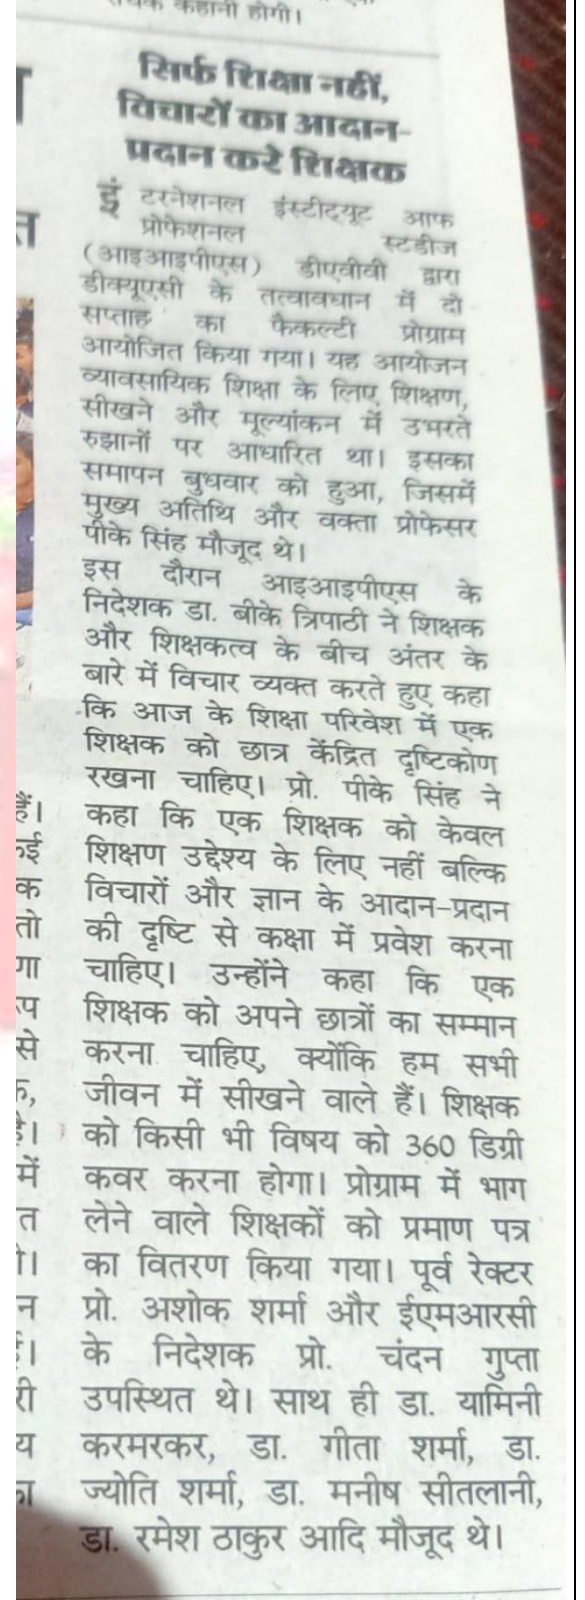 कहानी होगी।
सिर्फ शिक्षा नहीं,
विचारों का आदान-
प्रदान करे शिक्षक
इंटरनेशनल इंस्टीट्यूट आफ
प्रोफेशनल स्टडीज
(आइआइपीएस) डीएवीवी द्वारा
डीक्यूएसी के तत्वावधान में दो
सप्ताह का फैकल्टी प्रोग्राम
आयोजित किया गया। यह आयोजन
व्यावसायिक शिक्षा के लिए शिक्षण,
सीखने और मूल्यांकन में उभरते
रुझानों पर आधारित था। इसका
समापन बुधवार को हुआ, जिसमें
मुख्य अतिथि और वक्ता प्रोफेसर
पीके सिंह मौजूद थे।
इस दौरान आइआइपीएस के
निदेशक डा. बीके त्रिपाठी ने शिक्षक
और शिक्षकत्व के बीच अंतर के
बारे में विचार व्यक्त करते हुए कहा
कि आज के शिक्षा परिवेश में एक
शिक्षक को छात्र केंद्रित दृष्टिकोण
रखना चाहिए। प्रो. पीके सिंह ने
कहा कि एक शिक्षक को केवल
शिक्षण उद्देश्य के लिए नहीं बल्कि
विचारों और ज्ञान के आदान-प्रदान
की दृष्टि से कक्षा में प्रवेश करना
चाहिए। उन्होंने कहा कि एक
शिक्षक को अपने छात्रों का सम्मान
करना चाहिए, क्योंकि हम सभी
जीवन में सीखने वाले हैं। शिक्षक
को किसी भी विषय को 360 डिग्री
कवर करना होगा। प्रोग्राम में भाग
लेने वाले शिक्षकों को प्रमाण पत्र
का वितरण किया गया। पूर्व रेक्टर
प्रो. अशोक शर्मा और ईएमआरसी
के निदेशक प्रो. चंदन गुप्ता
उपस्थित थे। साथ ही डा. यामिनी
करमरकर, डा. गीता शर्मा, डा.
ज्योति शर्मा, डा. मनीष सीतलानी,
डा. रमेश ठाकुर आदि मौजूद थे।